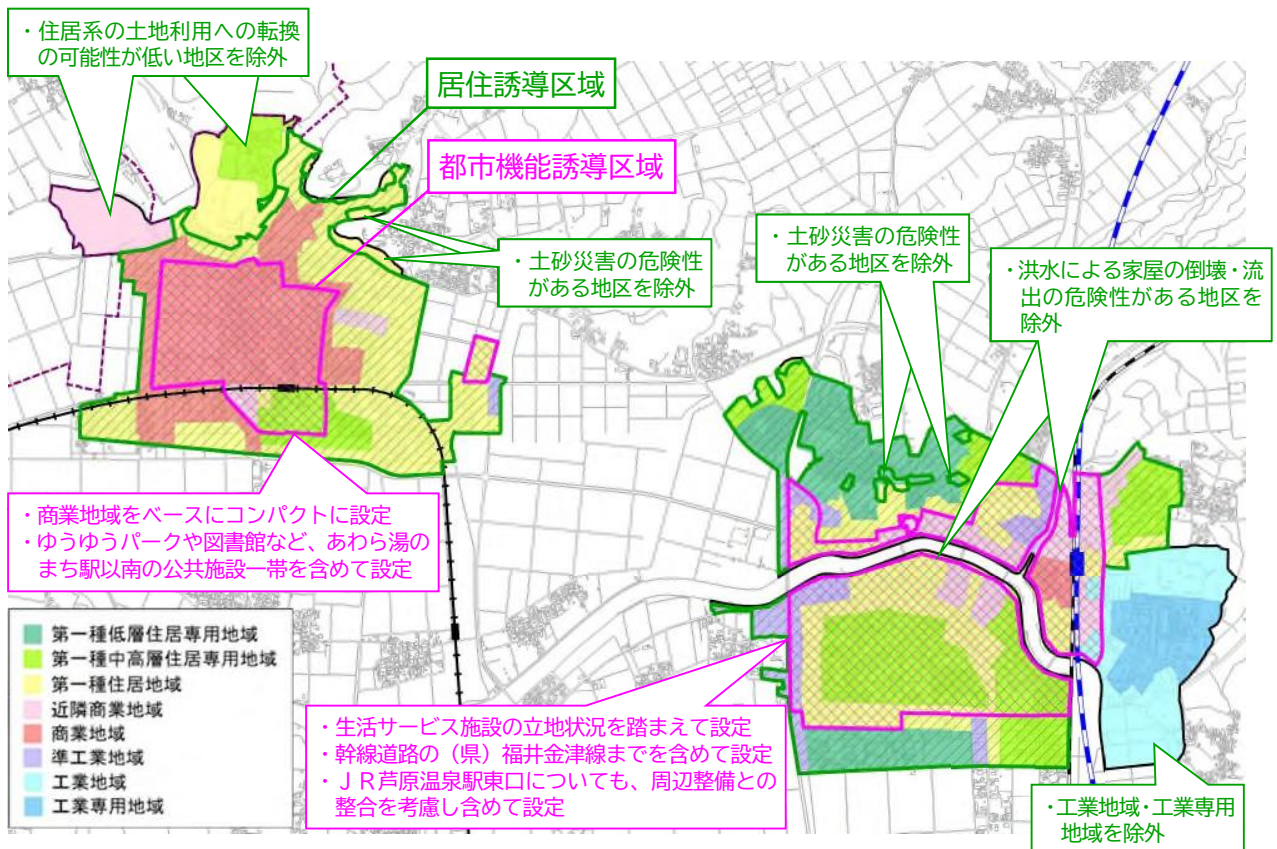 ・住居系の土地利用への転換
の可能性が低い地区を除外
居住誘導区域
都市機能誘導区域
・土砂災害の危険性
がある地区を除外
・土砂災害の危険性
がある地区を除外
・洪水による家屋の倒壊・流
出の危険性がある地区を
除外
・商業地域をベースにコンパクトに設定
・ゆうゆうパークや図書館など、あわら湯の
まち駅以南の公共施設一帯を含めて設定
第一種低層住居専用地域
第一種中高層住居専用地域
第一種住居地域
近隣商業地域
商業地域
準工業地域
工業地域
工業専用地域
・生活サービス施設の立地状況を踏まえて設定
・幹線道路の（県）福井金津線までを含めて設定
・ＪＲ芦原温泉駅東口についても、周辺整備との
整合を考慮し含めて設定
・工業地域・工業専用
地域を除外